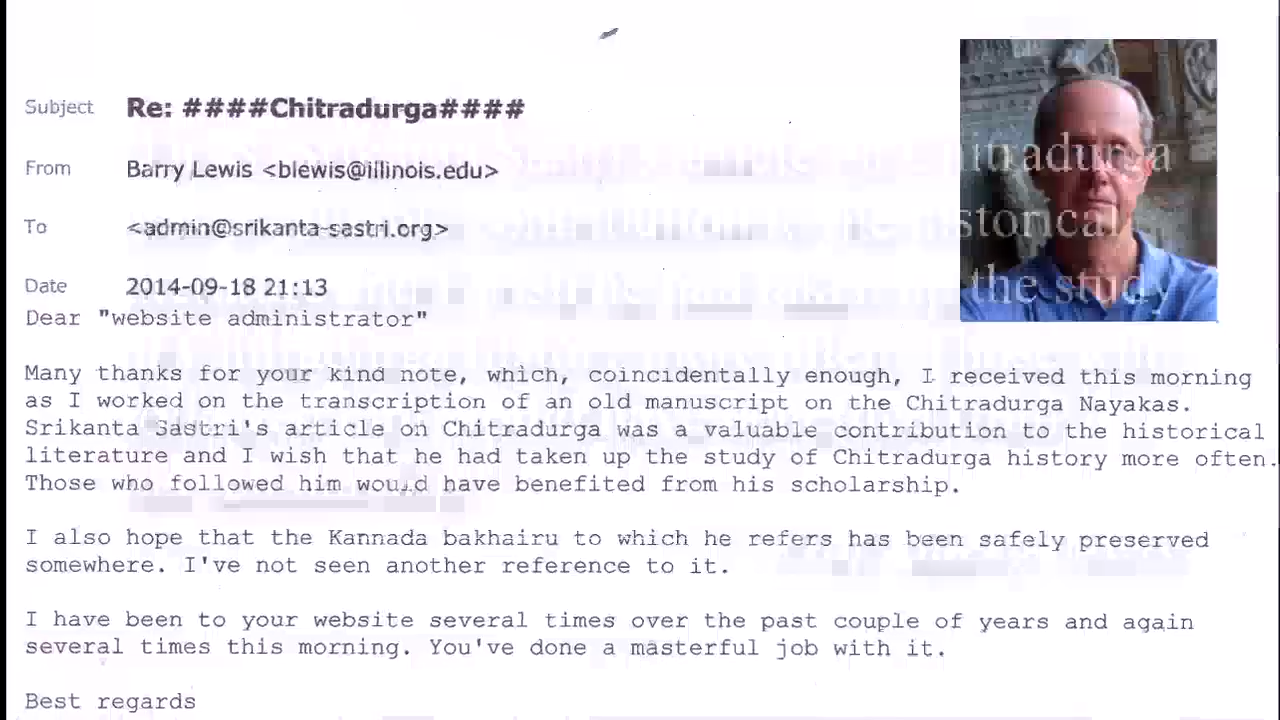 Subject Re: ####Chitradurga####
From Barry Lewis <blewis@illinois.edu>
To <admin@srikanta-sastri.org>
Date 2014-09-18 21:13
Dear "website administrator"
Many thanks for your kind note, which, coincidentally enough, I received this morning
as I worked on the transcription of an old manuscript on the Chitradurga Nayakas.
Srikanta Sastri's article on Chitradurga was a valuable contribution to the historical
literature and I wish that he had taken up the study of Chitradurga history more often.
Those who followed him would have benefited from his scholarship.
I also hope that the Kannada bakhairu to which he refers has been safely preserved
somewhere. I've not seen another reference to it.
I have been to your website several times over the past couple of years and again
several times this morning. You've done a masterful job with it.
Best regards
hitradurga
istorical
the study